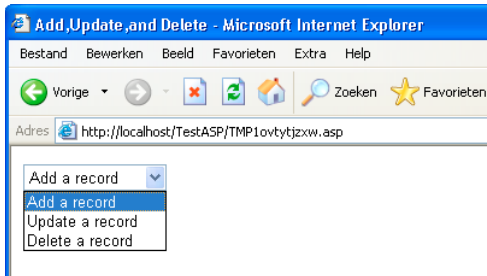 Add,Update,and Delete - Microsoft Internet Explorer
Bestand Bewerken Beeld Favorieten Extra Help
Vorige Zoeken Favorieten
Adres http://localhost/TestASP/TMP1ovtytjzxw.asp
Add a record
Add a record
Update a record
Delete a record